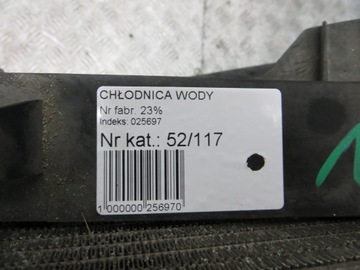 CHŁODNICA WODY
Nr fabr. 23%
Indeks: 025697
Nr kat.: 52/117
1 000000 256970